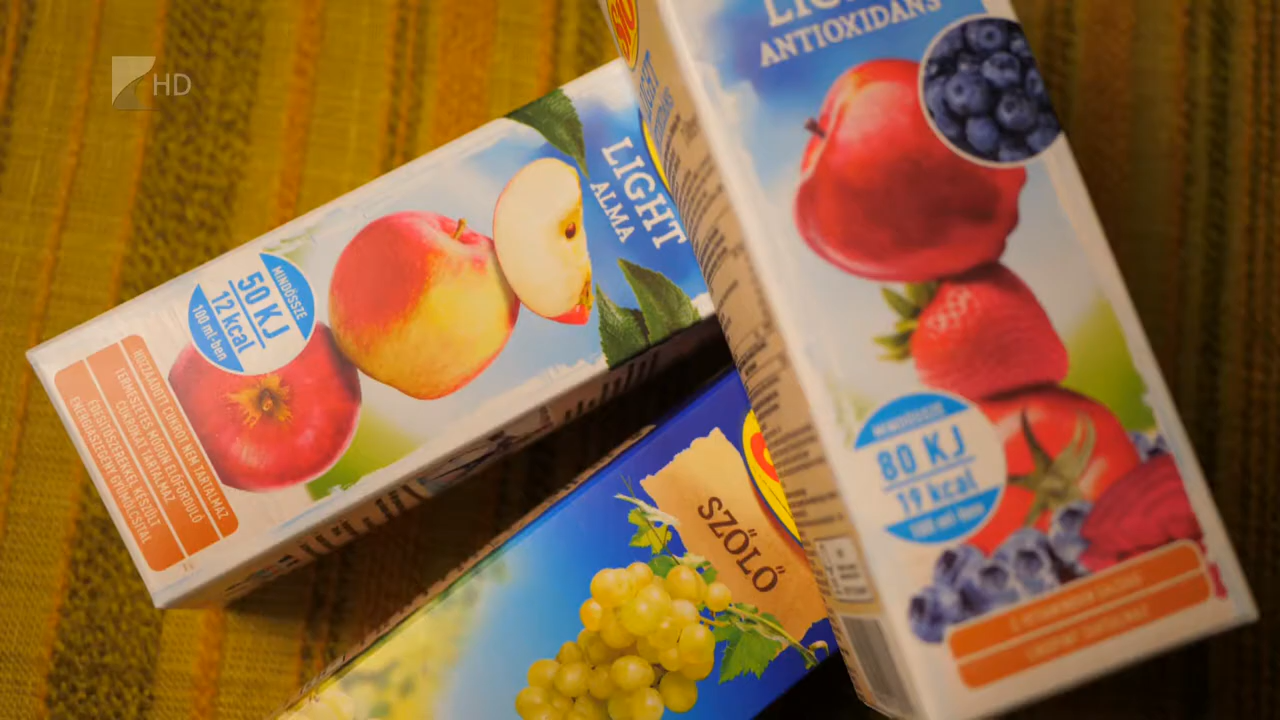 HD
LIGHT
ALMA
MINDÖSSZE
50 KJ
12 kcal
100 ml-ben
HOZZÁADOTT CUKROT NEM TARTALMAZ
TERMÉSZETES MÓDON ELŐFORDULÓ
CUKROKAT TARTALMAZ
ÉDESÍTŐSZEREKKEL KÉSZÜLT
ENERGIASZEGÉNY GYÜMÖLCSITAL
SZŐLŐ
LIGHT
ANTIOXIDÁNS
MINDÖSSZE
80 KJ
19 kcal
100 ml-ben